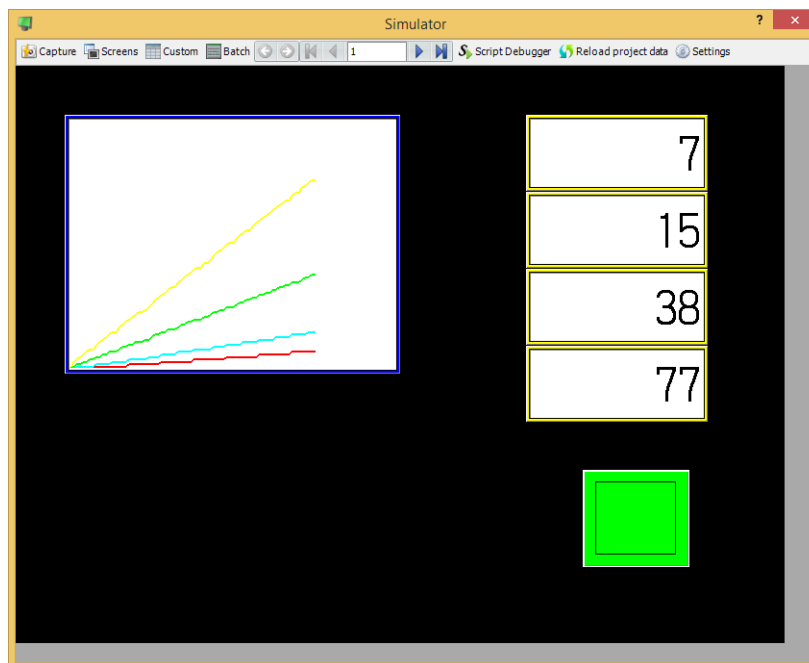 Simulator
?
Capture Screens Custom Batch 1 Script Debugger Reload project data Settings
7
15
38
77